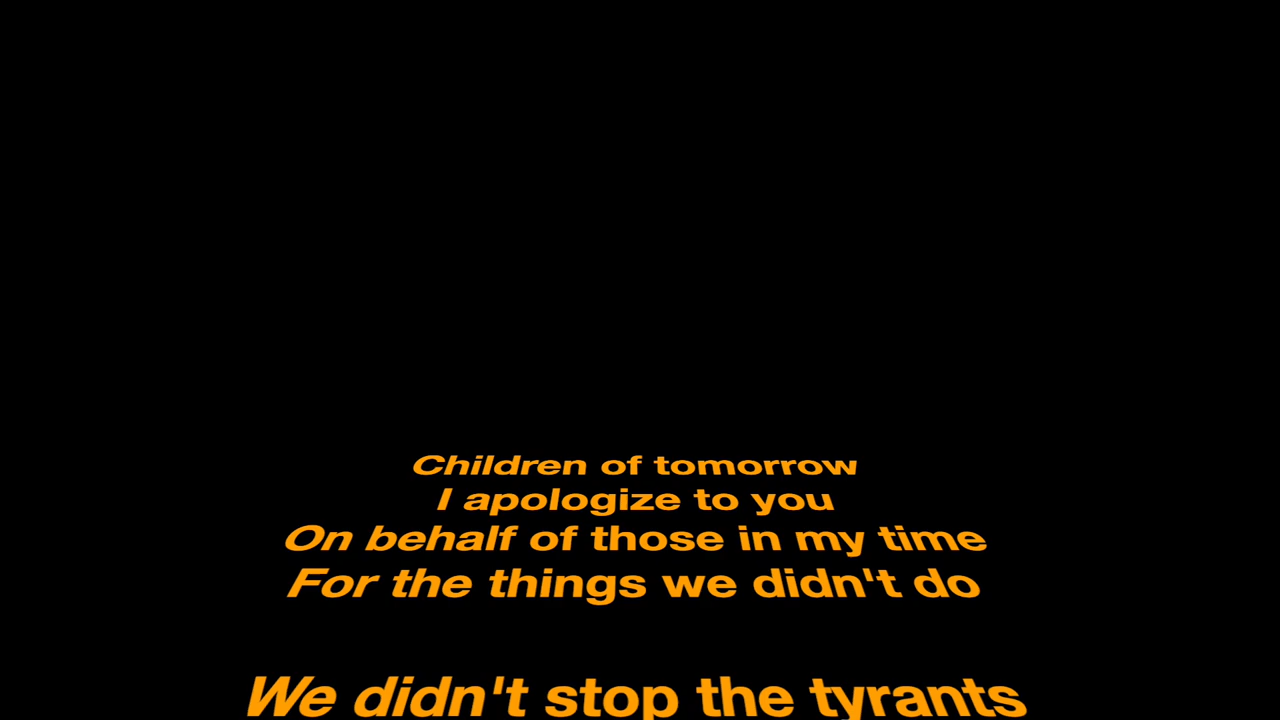 Children of tomorrow
I apologize to you
On behalf of those in my time
For the things we didn't do
We didn't stop the tyrants